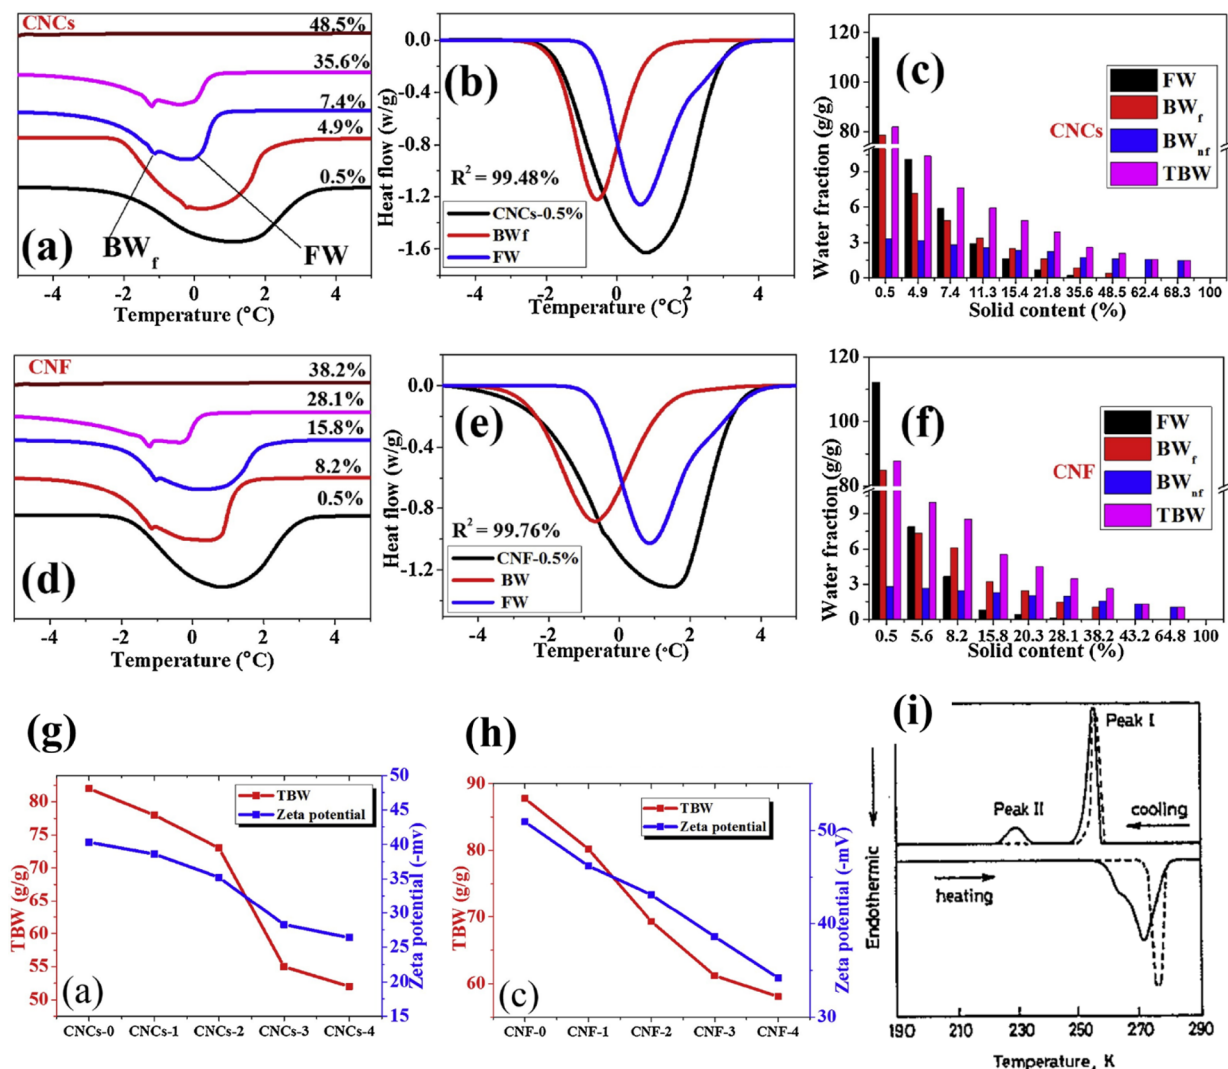 CNCs
48.5%
35.6%
7.4%
4.9%
0.5%
BWf
FW
(a)
-4 -2 0 2 4
Temperature (°C)
0.0
-0.4
-0.8
-1.2
-1.6
Heat flow (w/g)
(b)
R² = 99.48%
CNCs-0.5%
BWf
FW
-4 -2 0 2 4
Temperature (°C)
120
100
80
9
6
3
0
Water fraction (g/g)
(c)
CNCs
FW
BWf
BWnf
TBW
0.5 4.9 7.4 11.3 15.4 21.8 35.6 48.5 62.4 68.3 100
Solid content (%)
CNF
38.2%
28.1%
15.8%
8.2%
0.5%
(d)
-4 -2 0 2 4
Temperature (°C)
0.0
-0.4
-0.8
-1.2
Heat flow (w/g)
(e)
R² = 99.76%
CNF-0.5%
BW
FW
-4 -2 0 2 4
Temperature (°C)
120
100
80
9
6
3
0
Water fraction (g/g)
(f)
CNF
FW
BWf
BWnf
TBW
0.5 5.6 8.2 15.8 20.3 28.1 38.2 43.2 64.8 100
Solid content (%)
(g)
80
75
70
65
60
55
50
TBW (g/g)
TBW
Zeta potential
50
45
40
35
30
25
20
15
Zeta potential (-mv)
(a)
CNCs-0 CNCs-1 CNCs-2 CNCs-3 CNCs-4
(h)
90
80
70
60
TBW (g/g)
TBW
Zeta potential
50
40
30
Zeta potential (-mv)
(c)
CNF-0 CNF-1 CNF-2 CNF-3 CNF-4
(i)
Peak I
Peak II
cooling
heating
Endothermic
190 210 230 250 270 290
Temperature, K